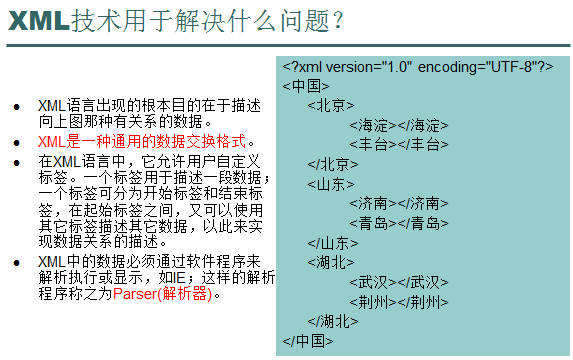 XML技术用于解决什么问题？
● XML语言出现的根本目的在于描述
向上图那种有关系的数据。
● XML是一种通用的数据交换格式。
● 在XML语言中，它允许用户自定义
标签。一个标签用于描述一段数据；
一个标签可分为开始标签和结束标
签，在起始标签之间，又可以使用
其它标签描述其它数据，以此来实
现数据关系的描述。
● XML中的数据必须通过软件程序来
解析执行或显示，如IE；这样的解析
程序称之为Parser(解析器)。
<?xml version="1.0" encoding="UTF-8"?>
<中国>
<北京>
<海淀></海淀>
<丰台></丰台>
</北京>
<山东>
<济南></济南>
<青岛></青岛>
</山东>
<湖北>
<武汉></武汉>
<荆州></荆州>
</湖北>
</中国>